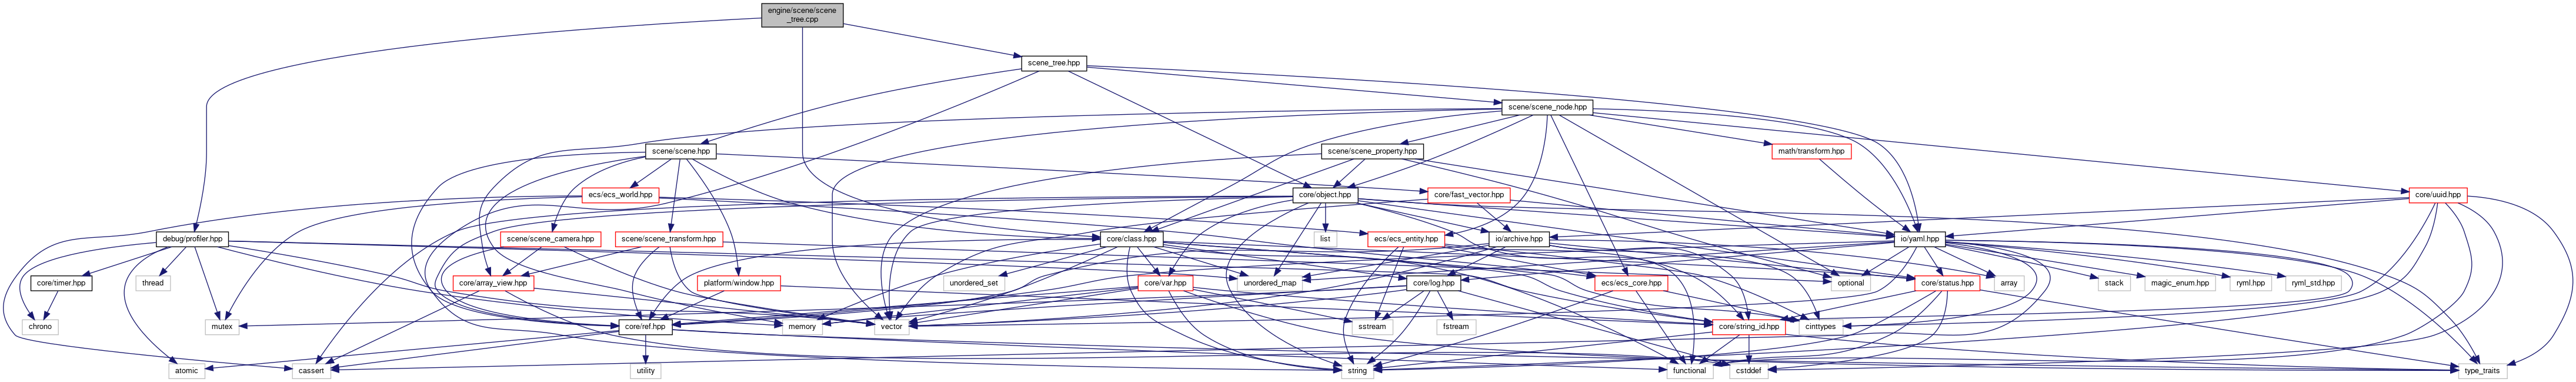 engine/scene/scene
_tree.cpp
scene_tree.hpp
scene/scene_node.hpp
scene/scene.hpp
scene/scene_property.hpp
math/transform.hpp
ecs/ecs_world.hpp
core/object.hpp
core/fast_vector.hpp
core/uuid.hpp
debug/profiler.hpp
scene/scene_camera.hpp
scene/scene_transform.hpp
core/class.hpp
list
ecs/ecs_entity.hpp
io/archive.hpp
io/yaml.hpp
core/timer.hpp
thread
core/array_view.hpp
platform/window.hpp
unordered_set
core/var.hpp
unordered_map
core/log.hpp
ecs/ecs_core.hpp
optional
core/status.hpp
array
stack
magic_enum.hpp
ryml.hpp
ryml_std.hpp
chrono
mutex
core/ref.hpp
memory
vector
sstream
fstream
core/string_id.hpp
cinttypes
atomic
cassert
utility
string
functional
cstddef
type_traits